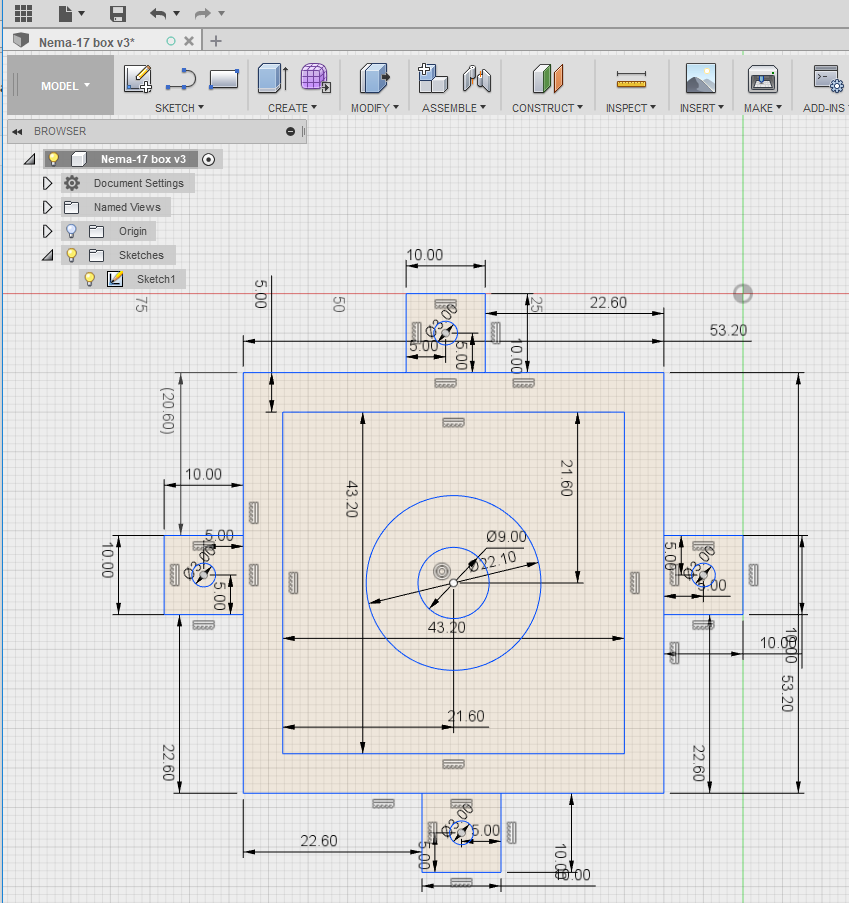 Nema-17 box v3*
MODEL
SKETCH
CREATE
MODIFY
ASSEMBLE
CONSTRUCT
INSPECT
INSERT
MAKE
ADD-INS
BROWSER
Nema-17 box v3
Document Settings
Named Views
Origin
Sketches
Sketch1
10.00
5.00
75
50
25
22.60
53.20
Ø3.00
5.00
5.00
10.00
(20.60)
10.00
43.20
21.60
10.00
5.00
Ø3.00
5.00
Ø9.00
Ø22.10
5.00
Ø3.00
5.00
43.20
10.00
10.00
53.20
21.60
22.60
22.60
22.60
Ø3.00
5.00
5.00
10.00
10.00